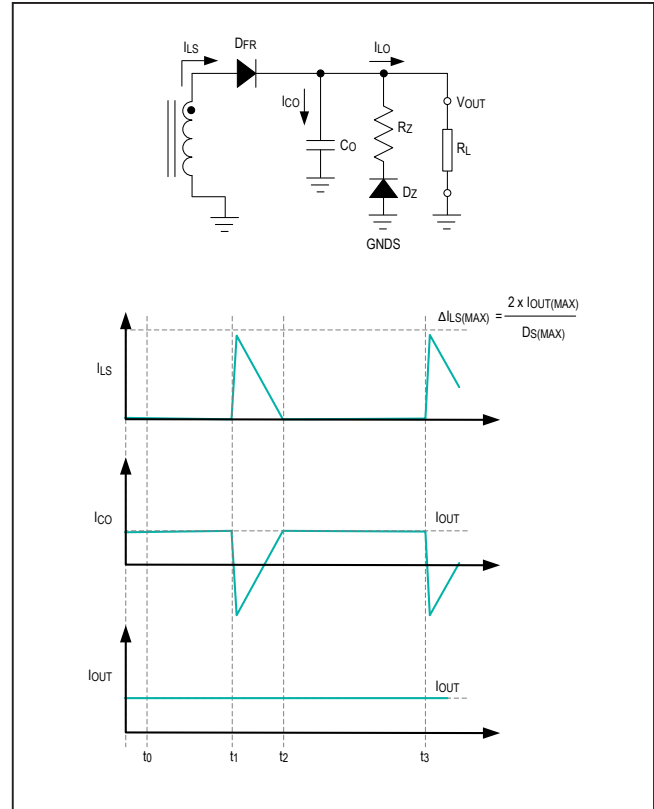 ILS
DFR
ILO
ICO
VOUT
RZ
CO
RL
DZ
GNDS
ΔILS(MAX) = 2 x IOUT(MAX)
DS(MAX)
ILS
ICO
IOUT
IOUT
IOUT
t0
t1
t2
t3